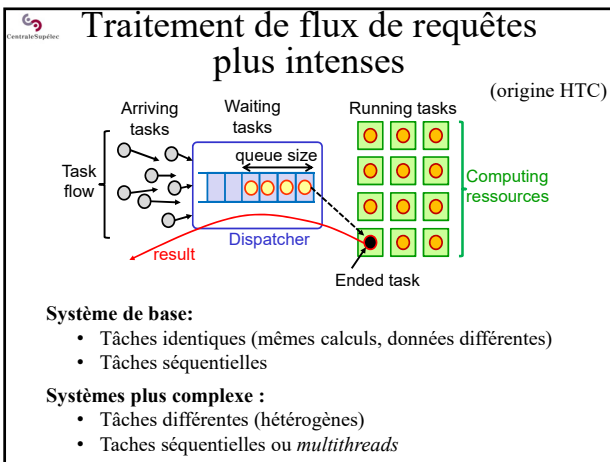 CentraleSupélec
Traitement de flux de requêtes
plus intenses
(origine HTC)
Arriving
tasks
Waiting
tasks
Running tasks
queue size
Task
flow
Computing
ressources
Dispatcher
result
Ended task
Système de base:
• Tâches identiques (mêmes calculs, données différentes)
• Tâches séquentielles
Systèmes plus complexe :
• Tâches différentes (hétérogènes)
• Taches séquentielles ou multithreads